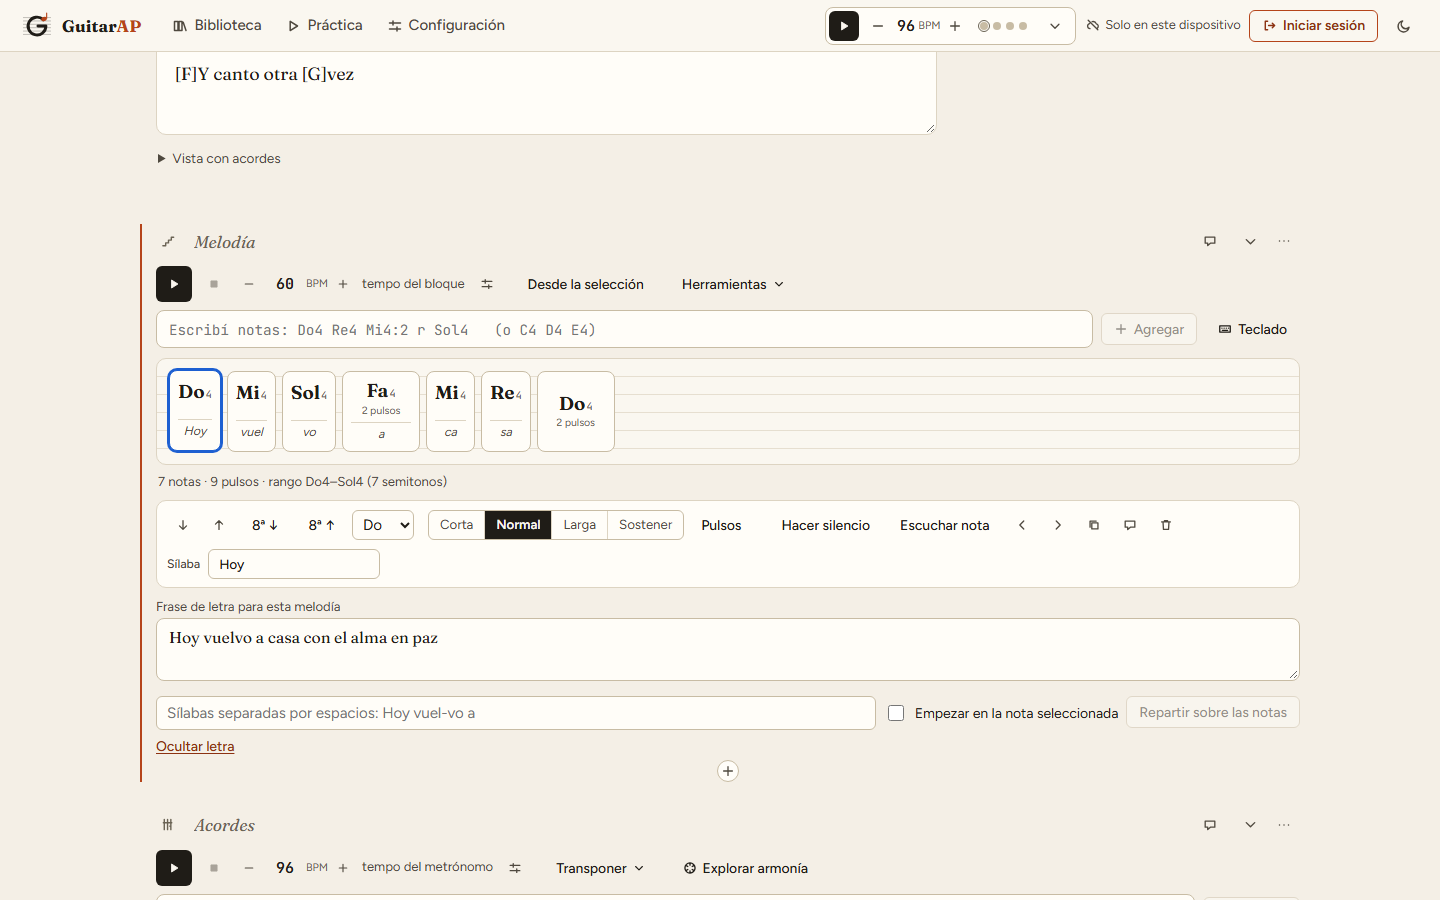 GuitarAP Biblioteca Práctica Configuración 96 BPM Solo en este dispositivo Iniciar sesión
[F]Y canto otra [G]vez
Vista con acordes
Melodía
60 BPM tempo del bloque Desde la selección Herramientas
Escribí notas: Do4 Re4 Mi4:2 r Sol4 (o C4 D4 E4) Agregar Teclado
Do4 Mi4 Sol4 Fa4 Mi4 Re4 Do4
2 pulsos 2 pulsos
Hoy vuel vo a ca sa
7 notas · 9 pulsos · rango Do4–Sol4 (7 semitonos)
8ª 8ª Do Corta Normal Larga Sostener Pulsos Hacer silencio Escuchar nota
Sílaba Hoy
Frase de letra para esta melodía
Hoy vuelvo a casa con el alma en paz
Sílabas separadas por espacios: Hoy vuel-vo a Empezar en la nota seleccionada Repartir sobre las notas
Ocultar letra
Acordes
96 BPM tempo del metrónomo Transponer Explorar armonía